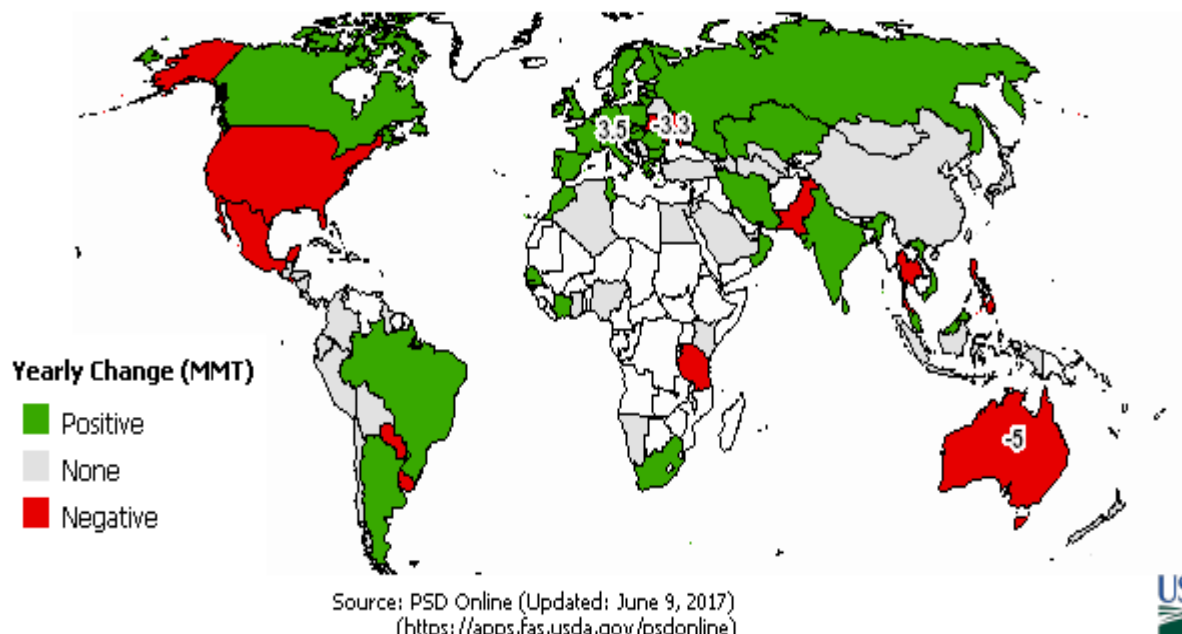 3.5
-3.3
-5
Yearly Change (MMT)
Positive
None
Negative
Source: PSD Online (Updated: June 9, 2017)
(https://apps.fas.usda.gov/psdonline)
US